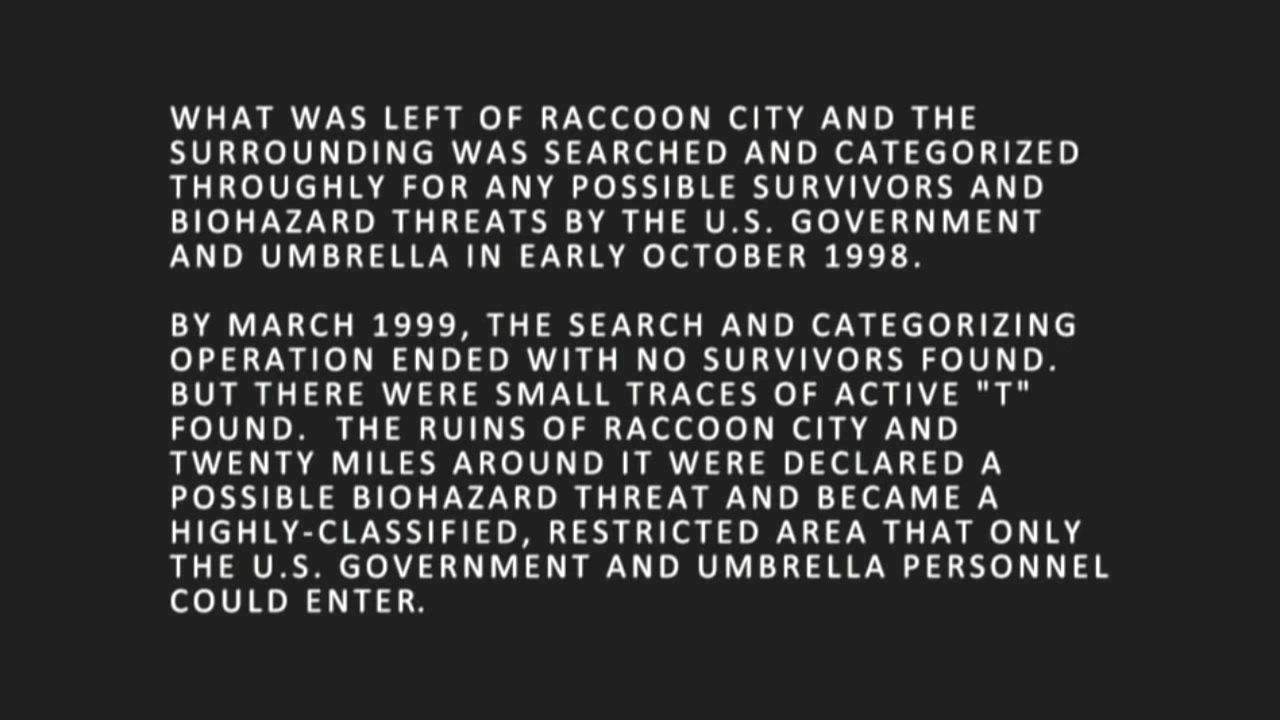 WHAT WAS LEFT OF RACCOON CITY AND THE
SURROUNDING WAS SEARCHED AND CATEGORIZED
THROUGHLY FOR ANY POSSIBLE SURVIVORS AND
BIOHAZARD THREATS BY THE U.S. GOVERNMENT
AND UMBRELLA IN EARLY OCTOBER 1998.

BY MARCH 1999, THE SEARCH AND CATEGORIZING
OPERATION ENDED WITH NO SURVIVORS FOUND.
BUT THERE WERE SMALL TRACES OF ACTIVE "T"
FOUND.  THE RUINS OF RACCOON CITY AND
TWENTY MILES AROUND IT WERE DECLARED A
POSSIBLE BIOHAZARD THREAT AND BECAME A
HIGHLY-CLASSIFIED, RESTRICTED AREA THAT ONLY
THE U.S. GOVERNMENT AND UMBRELLA PERSONNEL
COULD ENTER.